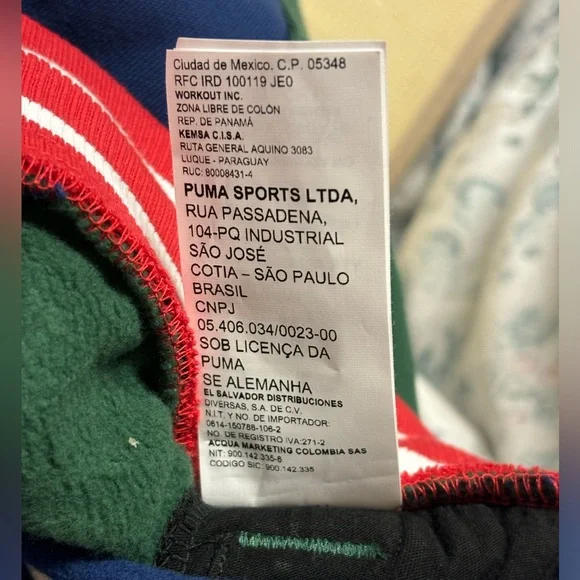 Ciudad de Mexico. C.P. 05348
RFC IRD 100119 JE0
WORKOUT INC.
ZONA LIBRE DE COLÓN
REP. DE PANAMÁ
KEMSA C.I.S.A.
RUTA GENERAL AQUINO 3083
LUQUE - PARAGUAY
RUC: 80008431-4
PUMA SPORTS LTDA,
RUA PASSADENA,
104-PQ INDUSTRIAL
SÃO JOSÉ
COTIA – SÃO PAULO
BRASIL
CNPJ
05.406.034/0023-00
SOB LICENÇA DA
PUMA
SE ALEMANHA
EL SALVADOR DISTRIBUCIONES
DIVERSAS, S.A. DE C.V.
N.I.T. Y NO. DE IMPORTADOR:
0614-150788-106-2
NO. DE REGISTRO IVA:271-2
ACQUA MARKETING COLOMBIA SAS
NIT: 900.142.335-6
CODIGO SIC: 900.142.335